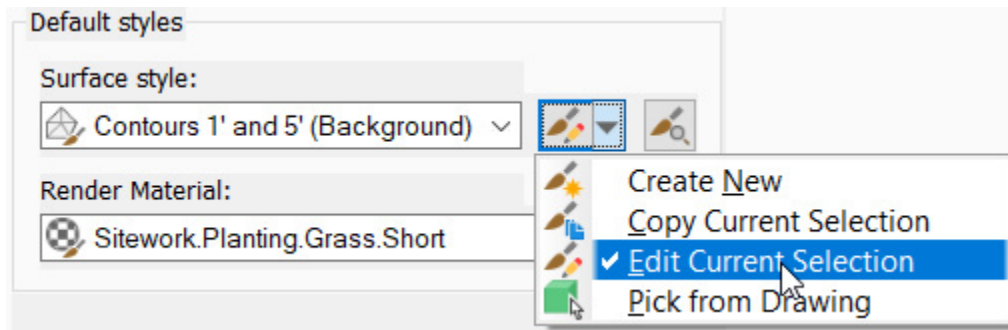 Default styles
Surface style:
Contours 1' and 5' (Background)
Create New
Render Material:
Copy Current Selection
Sitework.Planting.Grass.Short
Edit Current Selection
Pick from Drawing